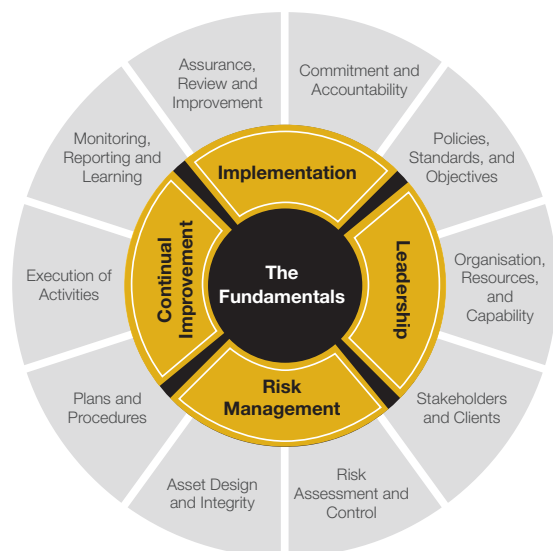 Assurance,
Review and
Improvement
Commitment and
Accountability
Monitoring,
Reporting and
Learning
Policies,
Standards, and
Objectives
Implementation
Continual
Improvement
The
Fundamentals
Leadership
Execution of
Activities
Organisation,
Resources,
and
Capability
Risk
Management
Plans and
Procedures
Stakeholders
and Clients
Asset Design
and Integrity
Risk
Assessment and
Control